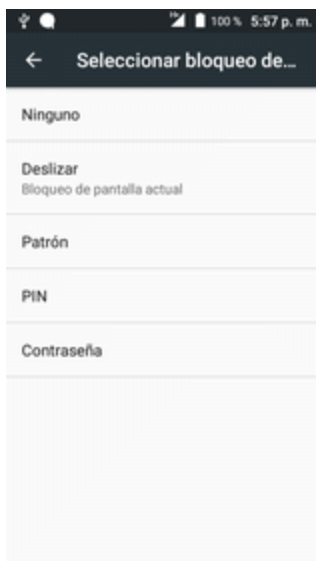 100 % 5:57 p. m.
Seleccionar bloqueo de...
Ninguno
Deslizar
Bloqueo de pantalla actual
Patrón
PIN
Contraseña